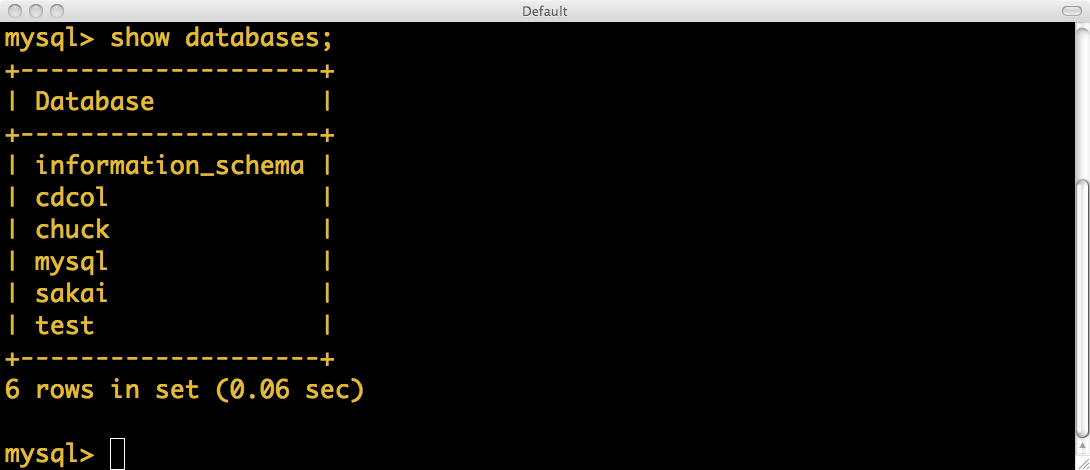 Default
mysql> show databases;
+--------------------+
| Database           |
+--------------------+
| information_schema |
| cdcol              |
| chuck              |
| mysql              |
| sakai              |
| test               |
+--------------------+
6 rows in set (0.06 sec)
mysql>